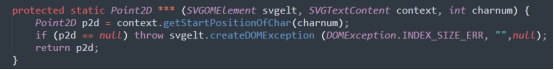 protected static Point2D *** (SVGOMElement svgelt, SVGTextContent context, int charnum) {
Point2D p2d = context.getStartPositionOfChar(charnum);
if (p2d == null) throw svgelt.createDOMException (DOMException.INDEX_SIZE_ERR, "",null);
return p2d;
}